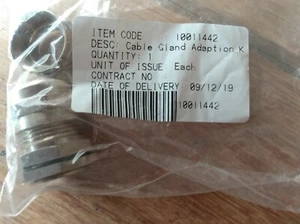 ITEM CODE 10011442
DESC: Cable Gland Adaption K
QUANTITY: 1
UNIT OF ISSUE Each
CONTRACT NO
DATE OF DELIVERY 09/12/19
10011442